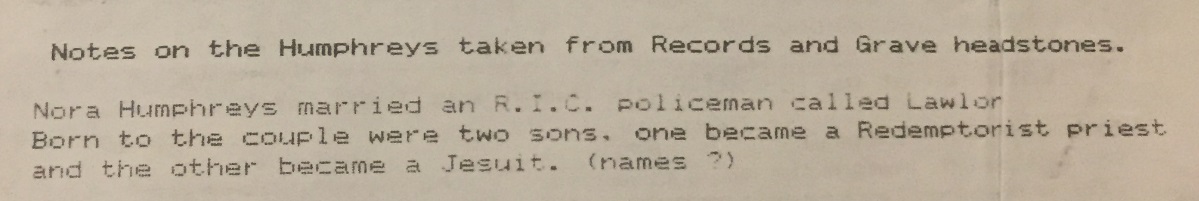 Notes on the Humphreys taken from Records and Grave headstones.
Nora Humphreys married an R.I.C. policeman called Lawlor
Born to the couple were two sons, one became a Redemptorist priest
and the other became a Jesuit. (names ?)